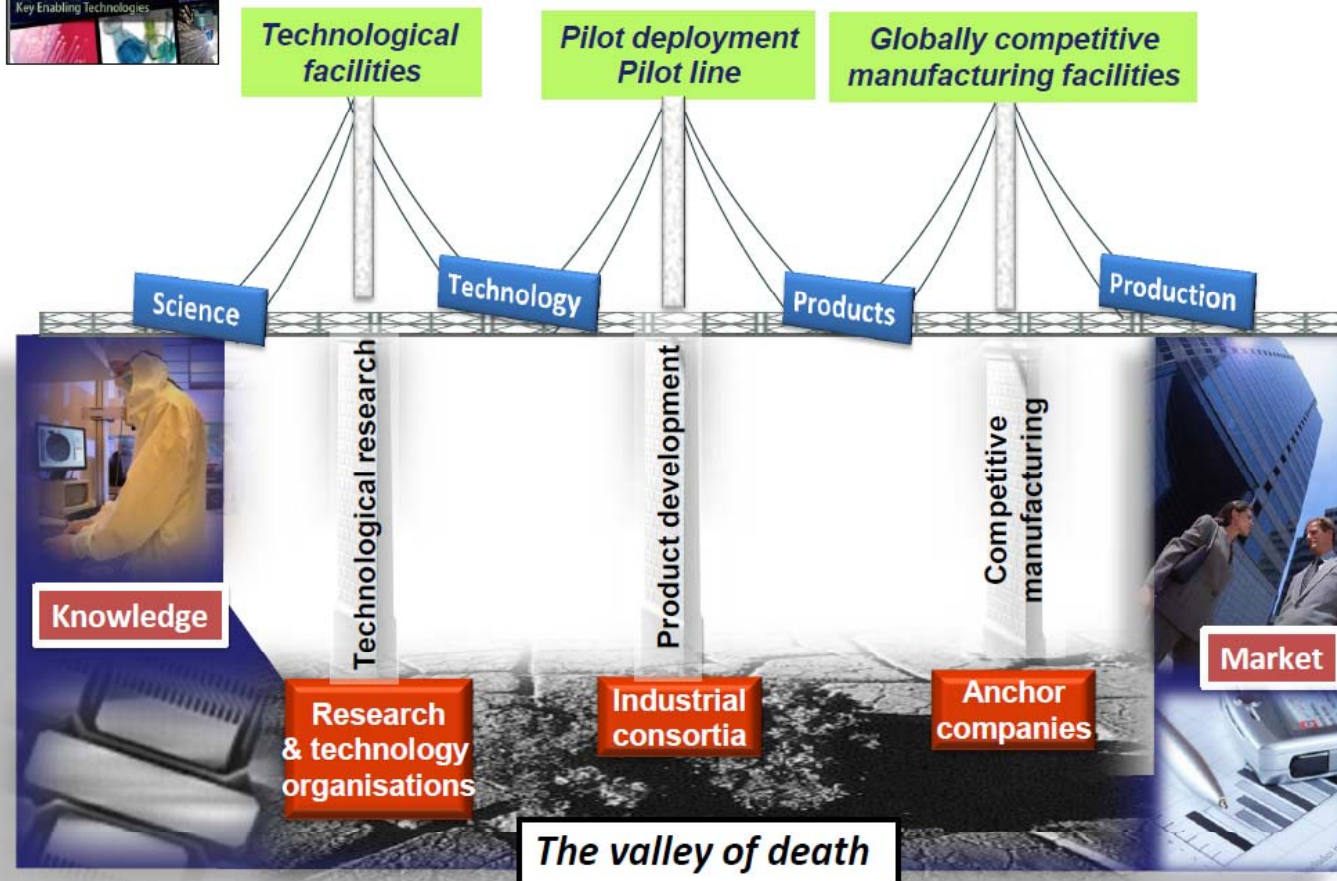 Key Enabling Technologies
Technological
facilities
Pilot deployment
Pilot line
Globally competitive
manufacturing facilities
Science
Technology
Products
Production
Technological research
Product development
Competitive
manufacturing
Knowledge
Market
Research
& technology
organisations
Industrial
consortia
Anchor
companies
The valley of death